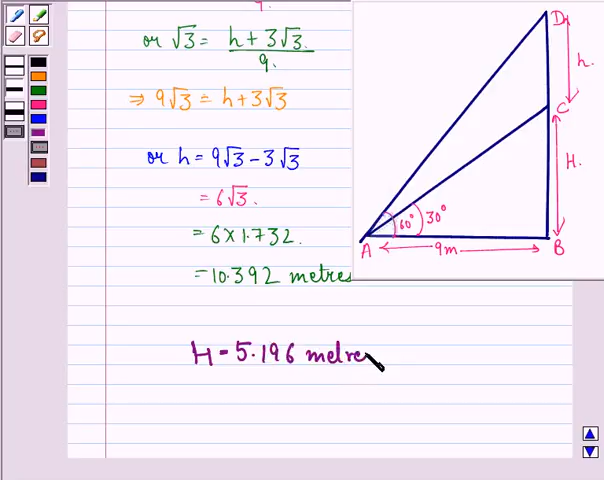 9.
or √3 = h + 3√3
9.
⇒ 9√3 = h + 3√3
or h = 9√3 - 3√3
= 6√3.
= 6 × 1.732.
= 10.392 metres
H = 5.196 metre
D
h.
C
H.
60°
30°
A
9m
B